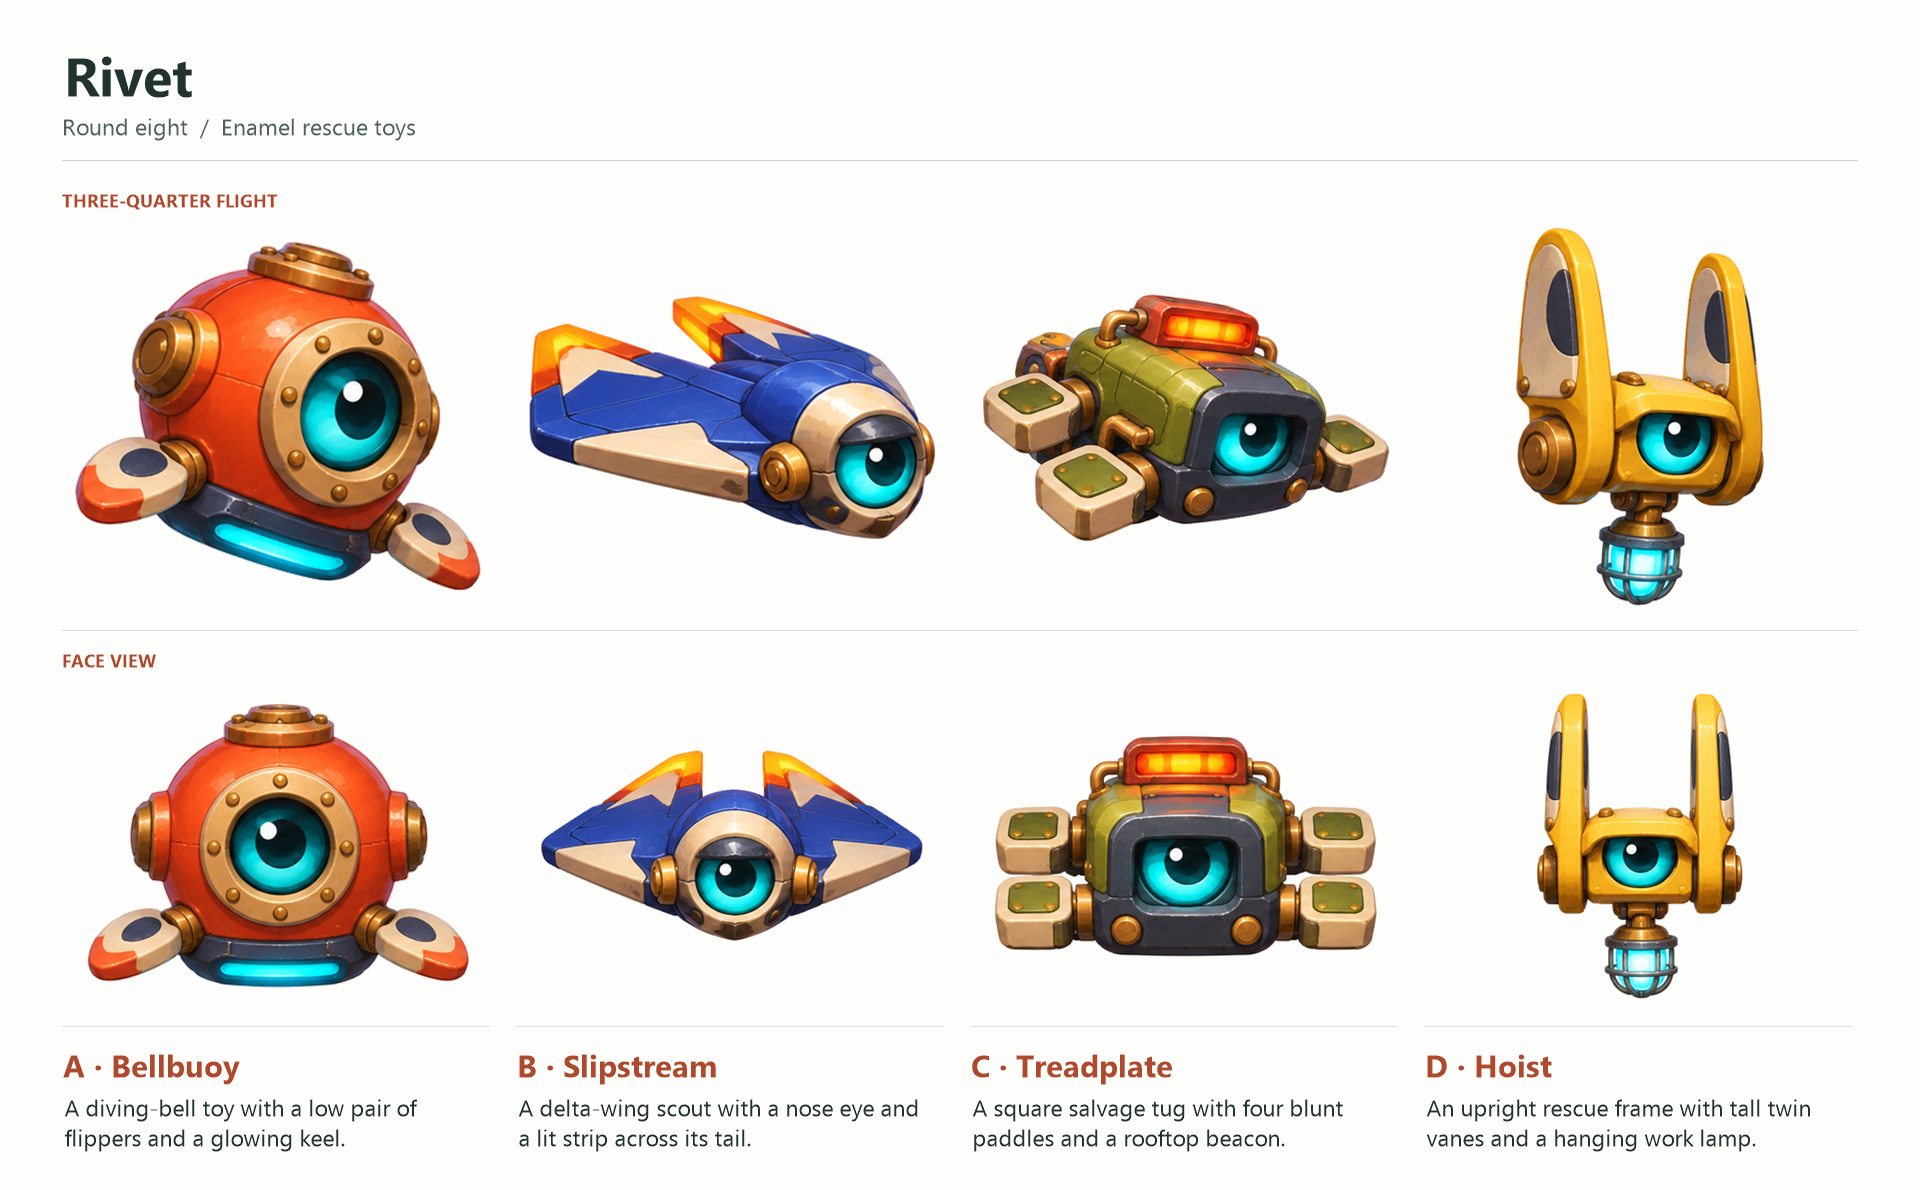 Rivet
Round eight / Enamel rescue toys
THREE-QUARTER FLIGHT
FACE VIEW
A · Bellbuoy
A diving-bell toy with a low pair of
flippers and a glowing keel.
B · Slipstream
A delta-wing scout with a nose eye and
a lit strip across its tail.
C · Treadplate
A square salvage tug with four blunt
paddles and a rooftop beacon.
D · Hoist
An upright rescue frame with tall twin
vanes and a hanging work lamp.